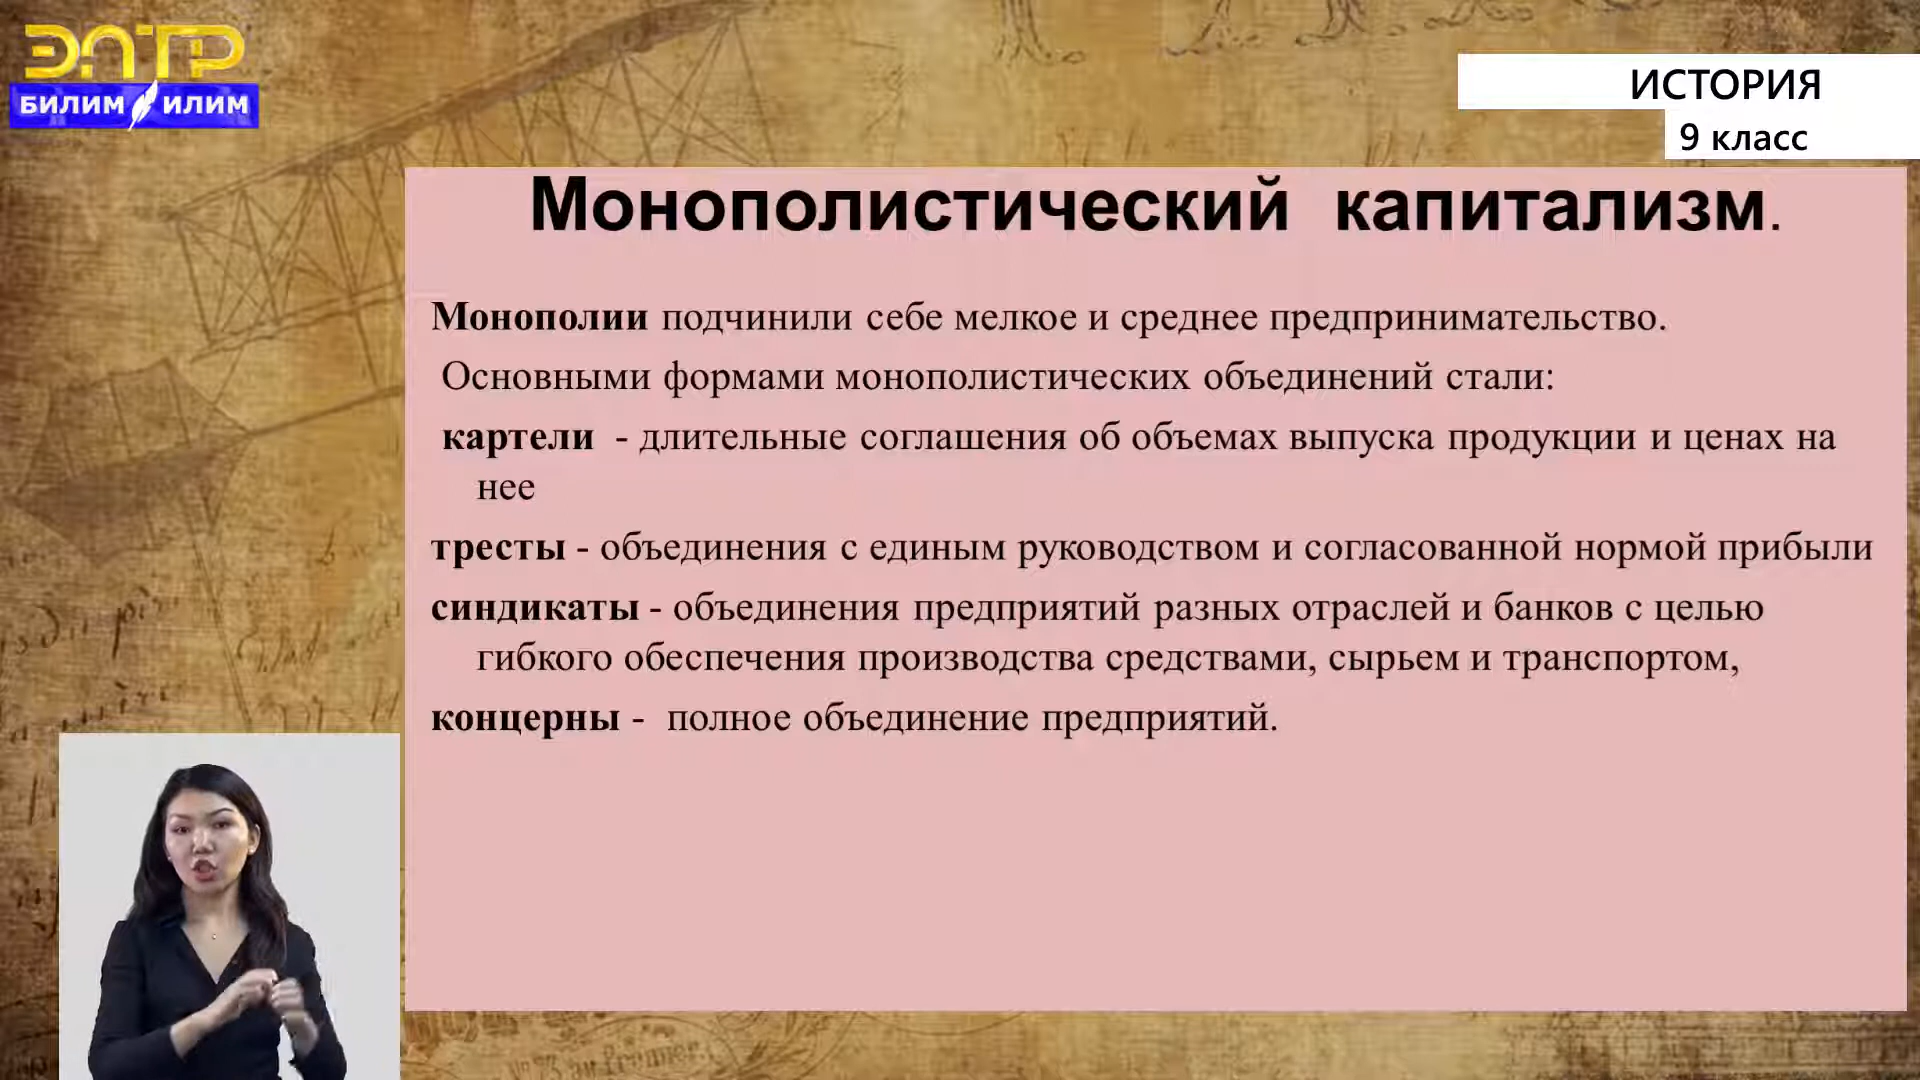 ЭЛТР
БИЛИМ ИЛИМ
ИСТОРИЯ
9 класс
Монополистический капитализм.
Монополии подчинили себе мелкое и среднее предпринимательство.
Основными формами монополистических объединений стали:
картели - длительные соглашения об объемах выпуска продукции и ценах на
нее
тресты - объединения с единым руководством и согласованной нормой прибыли
синдикаты - объединения предприятий разных отраслей и банков с целью
гибкого обеспечения производства средствами, сырьем и транспортом,
концерны - полное объединение предприятий.